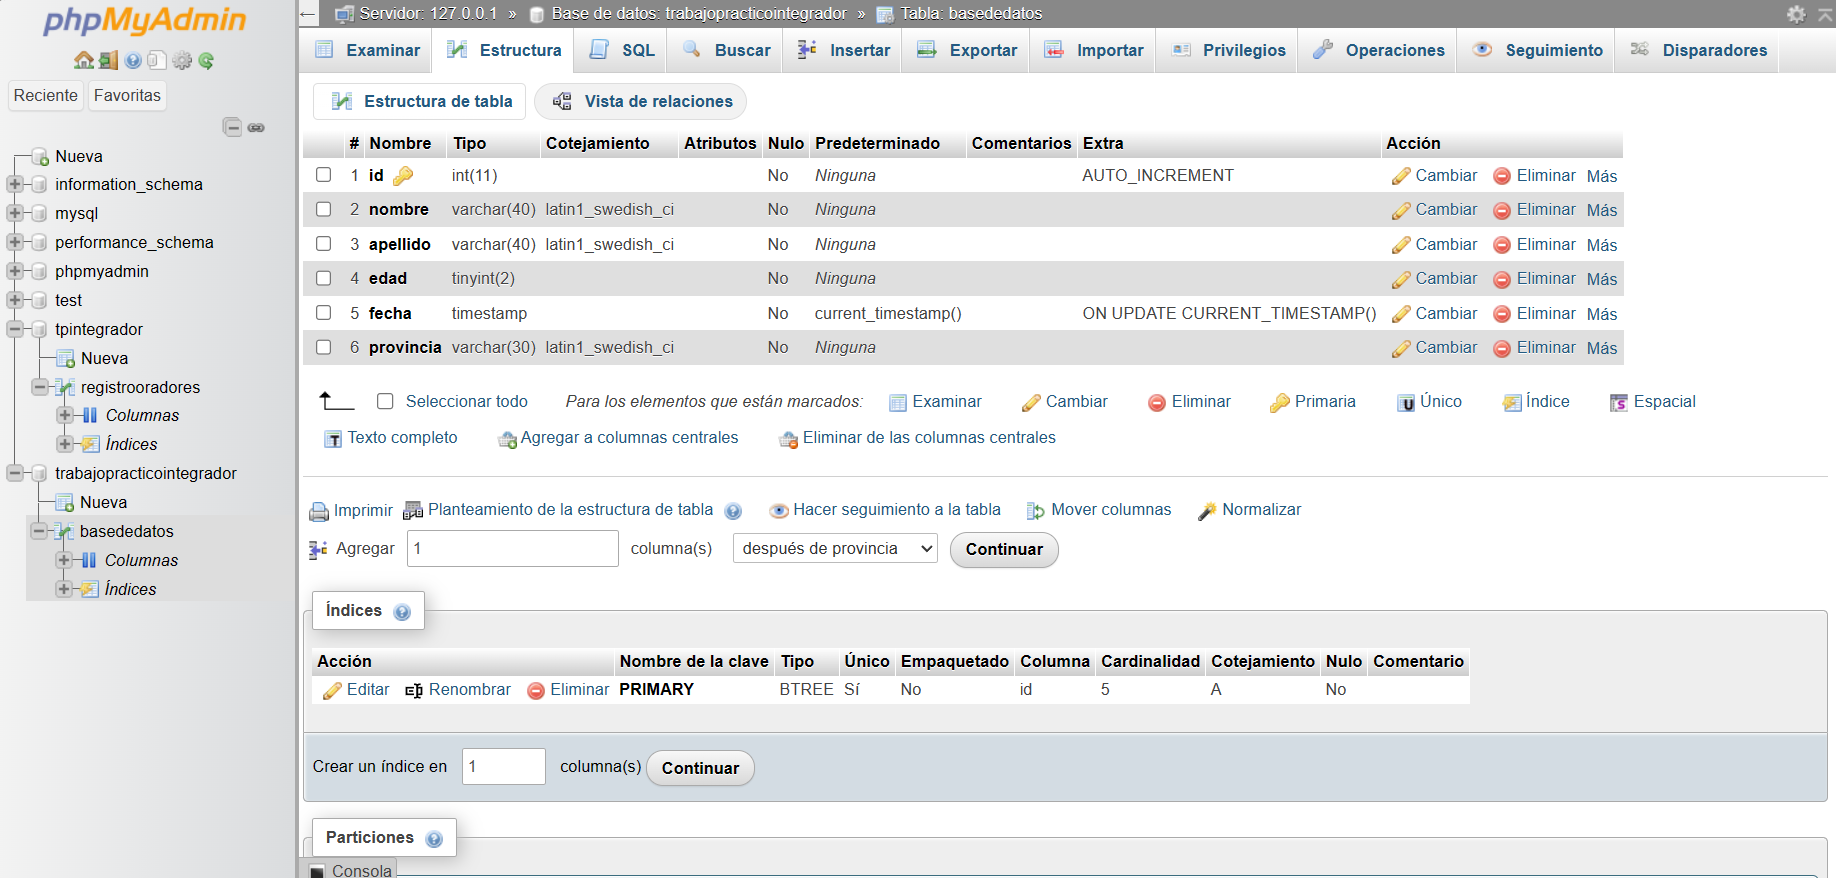 phpMyAdmin
Reciente Favoritas
Nueva
information_schema
mysql
performance_schema
phpmyadmin
test
tpintegrador
Nueva
registrooradores
Columnas
Índices
trabajopracticointegrador
Nueva
basededatos
Columnas
Índices
Servidor: 127.0.0.1 » Base de datos: trabajopracticointegrador » Tabla: basededatos
Examinar Estructura SQL Buscar Insertar Exportar Importar Privilegios Operaciones Seguimiento Disparadores
Estructura de tabla Vista de relaciones
# Nombre Tipo Cotejamiento Atributos Nulo Predeterminado Comentarios Extra Acción
1 id int(11) No Ninguna AUTO_INCREMENT Cambiar Eliminar Más
2 nombre varchar(40) latin1_swedish_ci No Ninguna Cambiar Eliminar Más
3 apellido varchar(40) latin1_swedish_ci No Ninguna Cambiar Eliminar Más
4 edad tinyint(2) No Ninguna Cambiar Eliminar Más
5 fecha timestamp No current_timestamp() ON UPDATE CURRENT_TIMESTAMP() Cambiar Eliminar Más
6 provincia varchar(30) latin1_swedish_ci No Ninguna Cambiar Eliminar Más
Seleccionar todo Para los elementos que están marcados: Examinar Cambiar Eliminar Primaria Único Índice Espacial
Texto completo Agregar a columnas centrales Eliminar de las columnas centrales
Imprimir Planteamiento de la estructura de tabla Hacer seguimiento a la tabla Mover columnas Normalizar
Agregar 1 columna(s) después de provincia Continuar
Índices
Acción Nombre de la clave Tipo Único Empaquetado Columna Cardinalidad Cotejamiento Nulo Comentario
Editar Renombrar Eliminar PRIMARY BTREE Sí No id 5 A No
Crear un índice en 1 columna(s) Continuar
Particiones
Consola